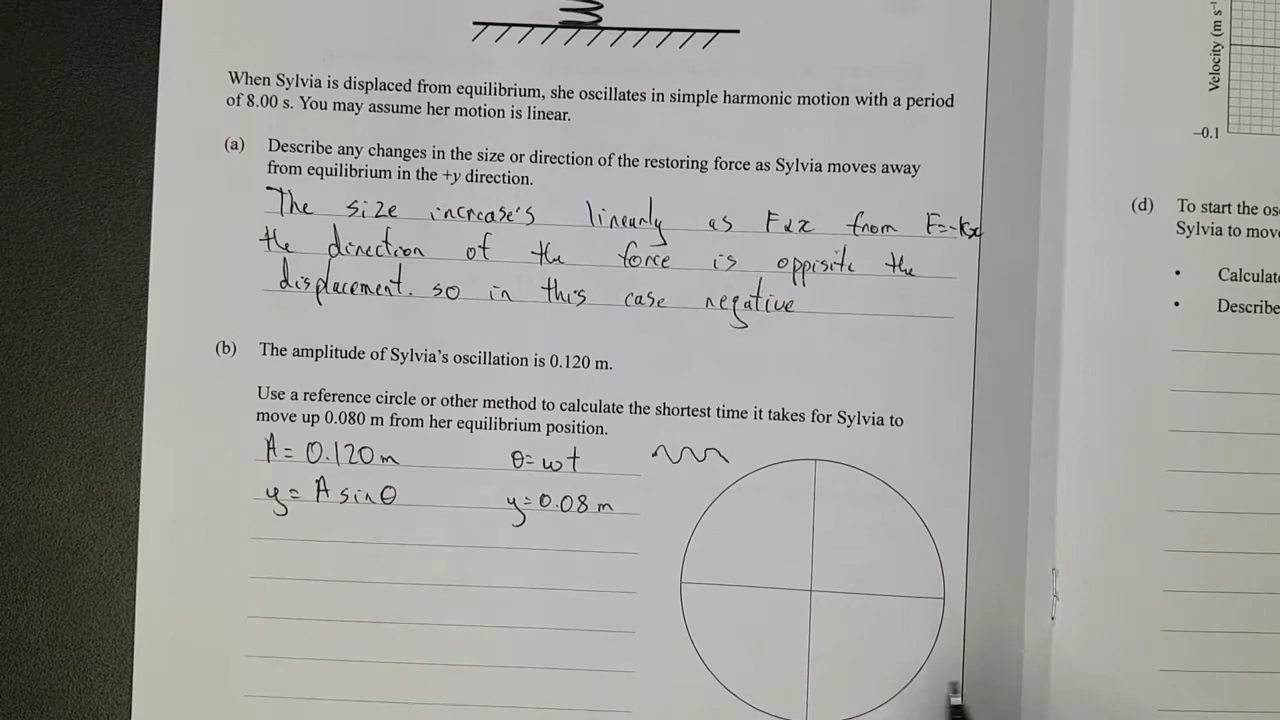 When Sylvia is displaced from equilibrium, she oscillates in simple harmonic motion with a period
of 8.00 s. You may assume her motion is linear.
(a) Describe any changes in the size or direction of the restoring force as Sylvia moves away
from equilibrium in the +y direction.
The size increase's linearly as F∝x from F=-kx
the direction of the force is oppisite the
displacement. so in this case negative
(b) The amplitude of Sylvia's oscillation is 0.120 m.
Use a reference circle or other method to calculate the shortest time it takes for Sylvia to
move up 0.080 m from her equilibrium position.
A = 0.120m θ=ωt
y = A sinθ y=0.08 m
Velocity (m s⁻¹
−0.1
(d) To start the os
Sylvia to mov
• Calculat
• Describe